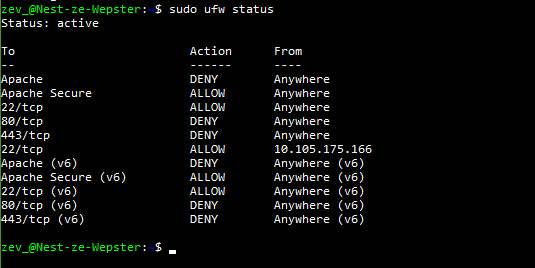 zev_@Nest-ze-Wepster:~$ sudo ufw status
Status: active
To Action From
-- ------ ----
Apache DENY Anywhere
Apache Secure ALLOW Anywhere
22/tcp ALLOW Anywhere
80/tcp DENY Anywhere
443/tcp DENY Anywhere
22/tcp ALLOW 10.105.175.166
Apache (v6) DENY Anywhere (v6)
Apache Secure (v6) ALLOW Anywhere (v6)
22/tcp (v6) ALLOW Anywhere (v6)
80/tcp (v6) DENY Anywhere (v6)
443/tcp (v6) DENY Anywhere (v6)
zev_@Nest-ze-Wepster:~$